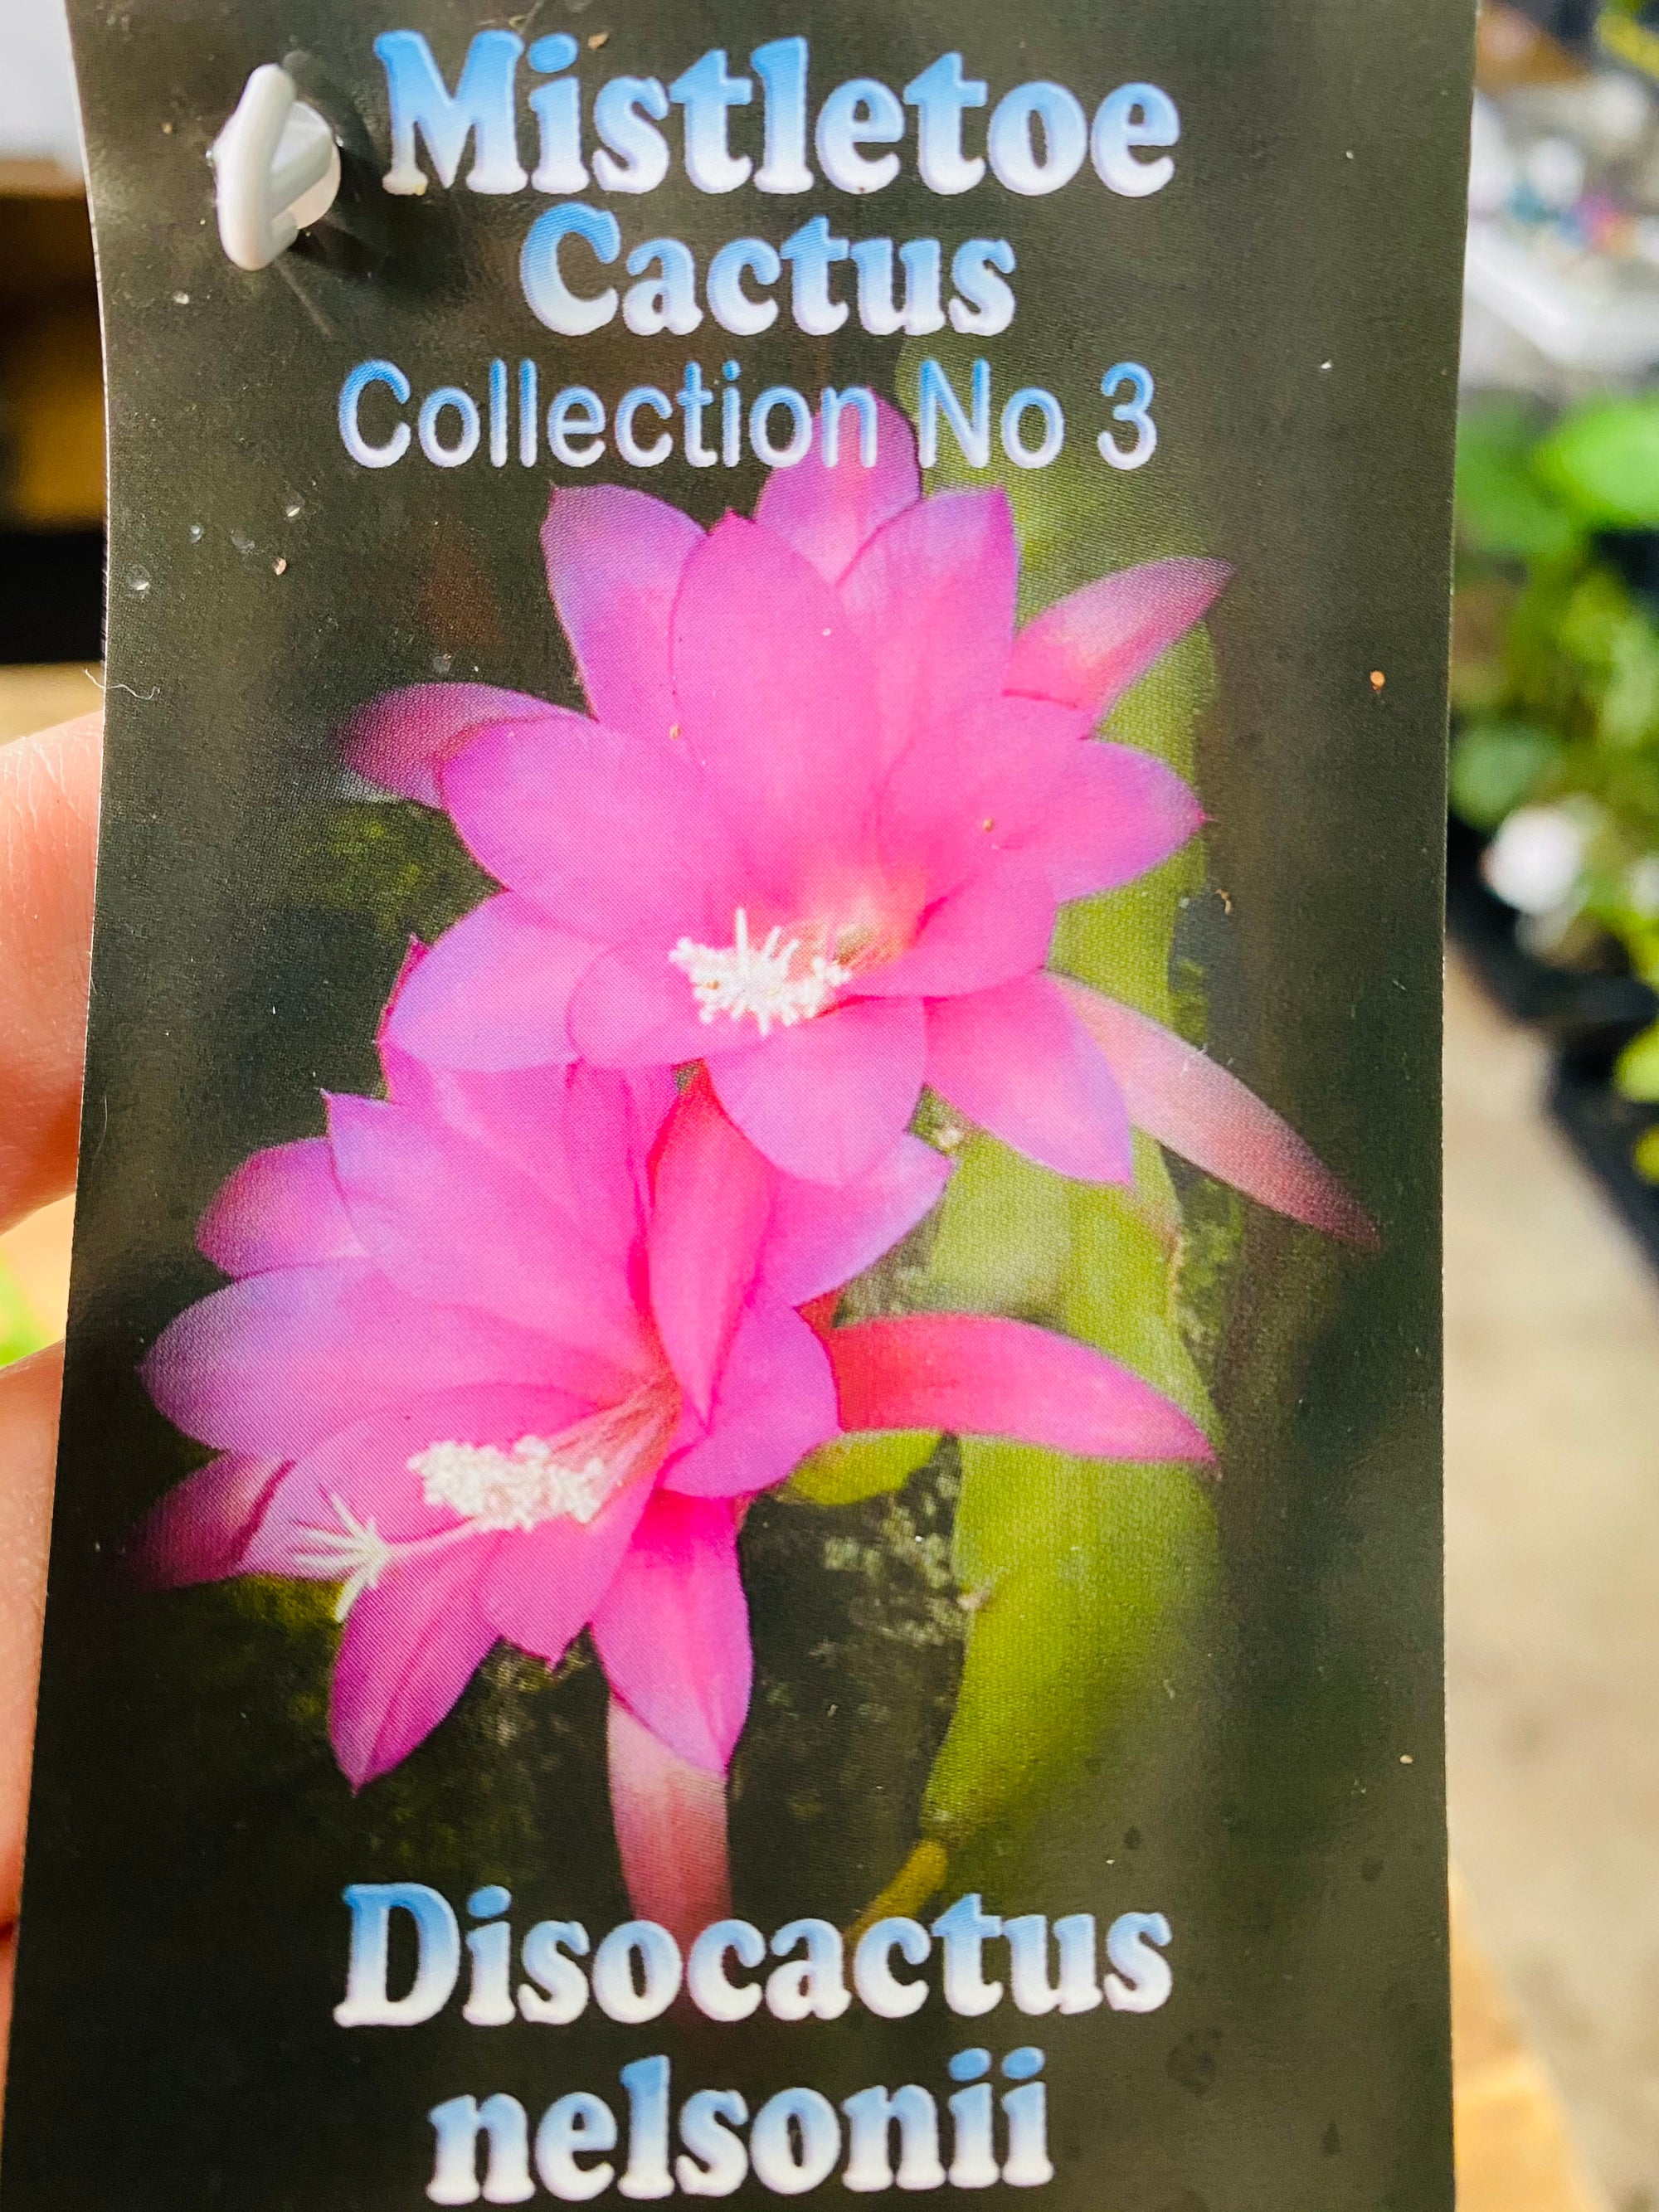 Mistletoe
Cactus
Collection No 3
Disocactus
nelsonii